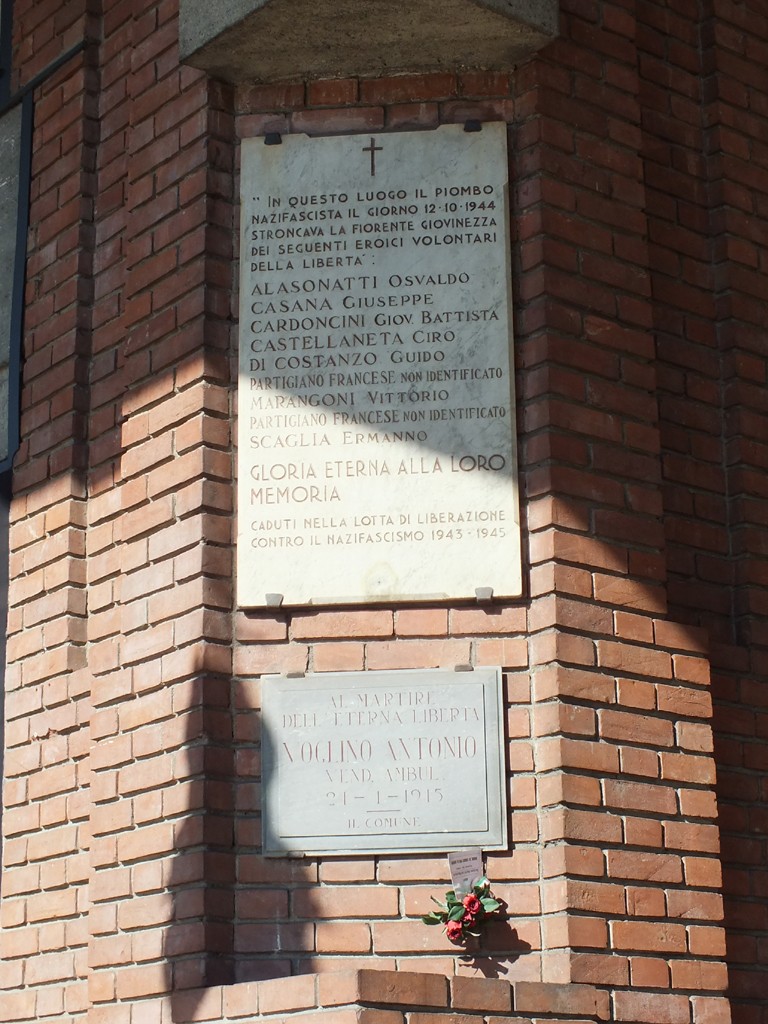 " IN QUESTO LUOGO IL PIOMBO
NAZIFASCISTA IL GIORNO 12·10·1944
STRONCAVA LA FIORENTE GIOVINEZZA
DEI SEGUENTI EROICI VOLONTARI
DELLA LIBERTA" :
ALASONATTI OSVALDO
CASANA GIUSEPPE
CARDONCINI GIOV. BATTISTA
CASTELLANETA CIRO
DI COSTANZO GUIDO
PARTIGIANO FRANCESE NON IDENTIFICATO
MARANGONI VITTORIO
PARTIGIANO FRANCESE NON IDENTIFICATO
SCAGLIA ERMANNO
GLORIA ETERNA ALLA LORO
MEMORIA
CADUTI NELLA LOTTA DI LIBERAZIONE
CONTRO IL NAZIFASCISMO 1943-1945
AL MARTIRE
DELL'ETERNA LIBERTA
VOGLINO ANTONIO
VEND. AMBUL.
21-1-1945
IL COMUNE